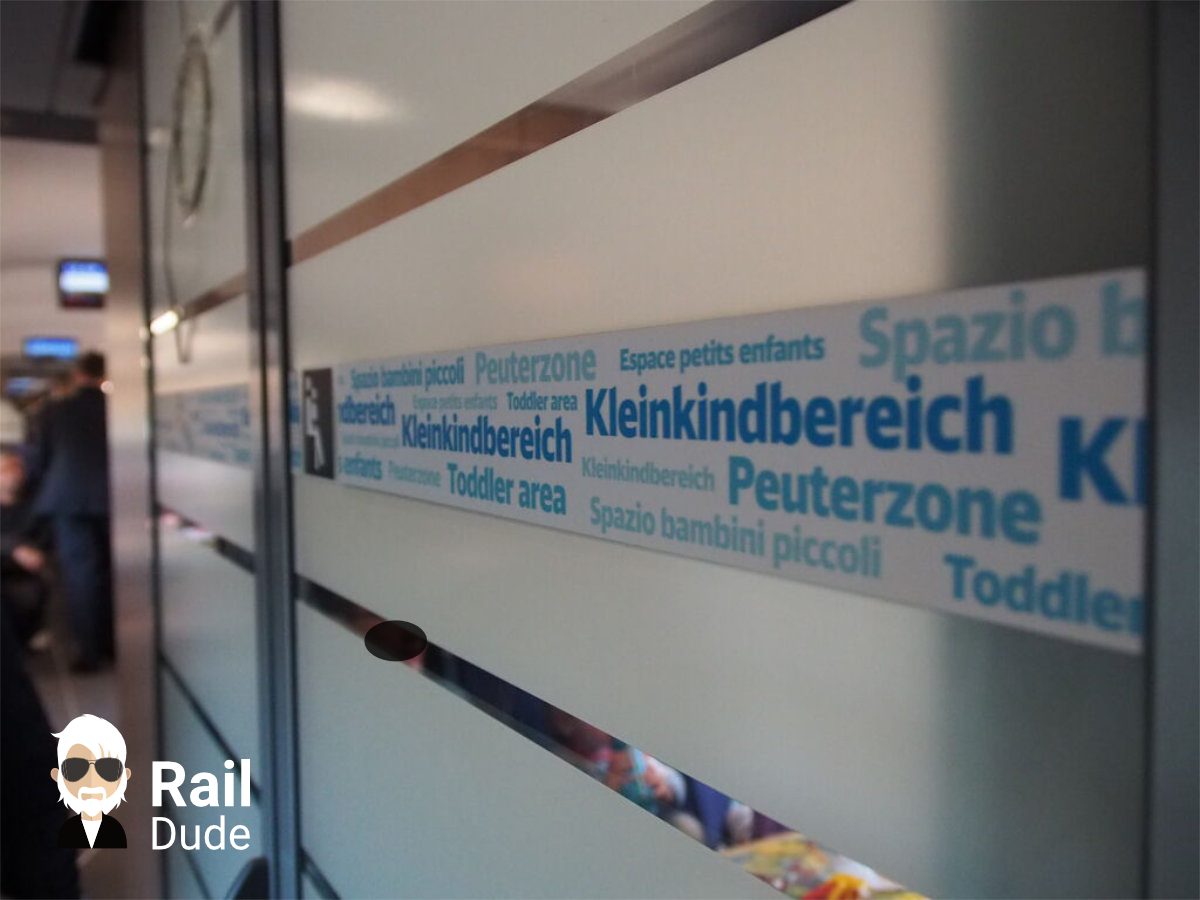 Spazio bambini piccoli Peuterzone Espace petits enfants Spazio b
ndbereich Espace petits enfants Toddler area Kleinkindbereich
Kleinkindbereich Kl
enfants Peuterzone Toddler area Kleinkindbereich Peuterzone
Spazio bambini piccoli Toddler
Rail
Dude